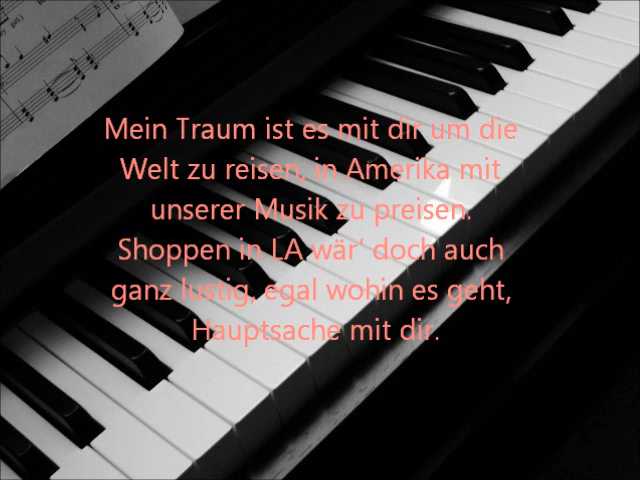 Mein Traum ist es mit dir um die
Welt zu reisen, in Amerika mit
unserer Musik zu preisen.
Shoppen in LA wär' doch auch
ganz lustig, egal wohin es geht,
Hauptsache mit dir.